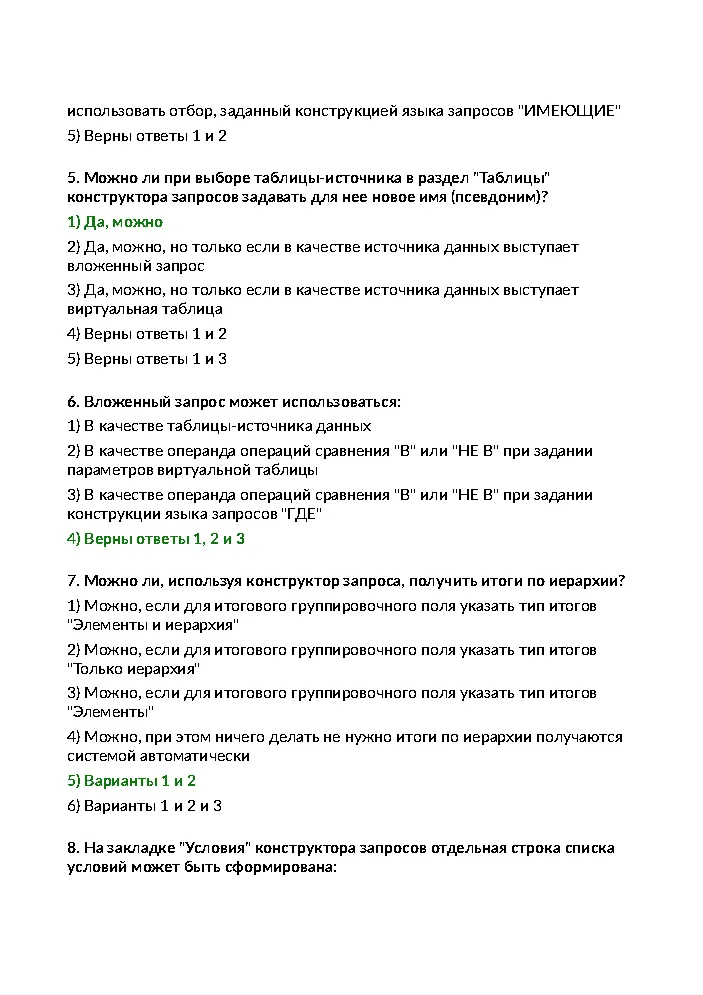 использовать отбор, заданный конструкцией языка запросов "ИМЕЮЩИЕ"
5) Верны ответы 1 и 2
5. Можно ли при выборе таблицы-источника в раздел "Таблицы"
конструктора запросов задавать для нее новое имя (псевдоним)?
1) Да, можно
2) Да, можно, но только если в качестве источника данных выступает
вложенный запрос
3) Да, можно, но только если в качестве источника данных выступает
виртуальная таблица
4) Верны ответы 1 и 2
5) Верны ответы 1 и 3
6. Вложенный запрос может использоваться:
1) В качестве таблицы-источника данных
2) В качестве операнда операций сравнения "В" или "НЕ В" при задании
параметров виртуальной таблицы
3) В качестве операнда операций сравнения "В" или "НЕ В" при задании
конструкции языка запросов "ГДЕ"
4) Верны ответы 1, 2 и 3
7. Можно ли, используя конструктор запроса, получить итоги по иерархии?
1) Можно, если для итогового группировочного поля указать тип итогов
"Элементы и иерархия"
2) Можно, если для итогового группировочного поля указать тип итогов
"Только иерархия"
3) Можно, если для итогового группировочного поля указать тип итогов
"Элементы"
4) Можно, при этом ничего делать не нужно итоги по иерархии получаются
системой автоматически
5) Варианты 1 и 2
6) Варианты 1 и 2 и 3
8. На закладке "Условия" конструктора запросов отдельная строка списка
условий может быть сформирована: